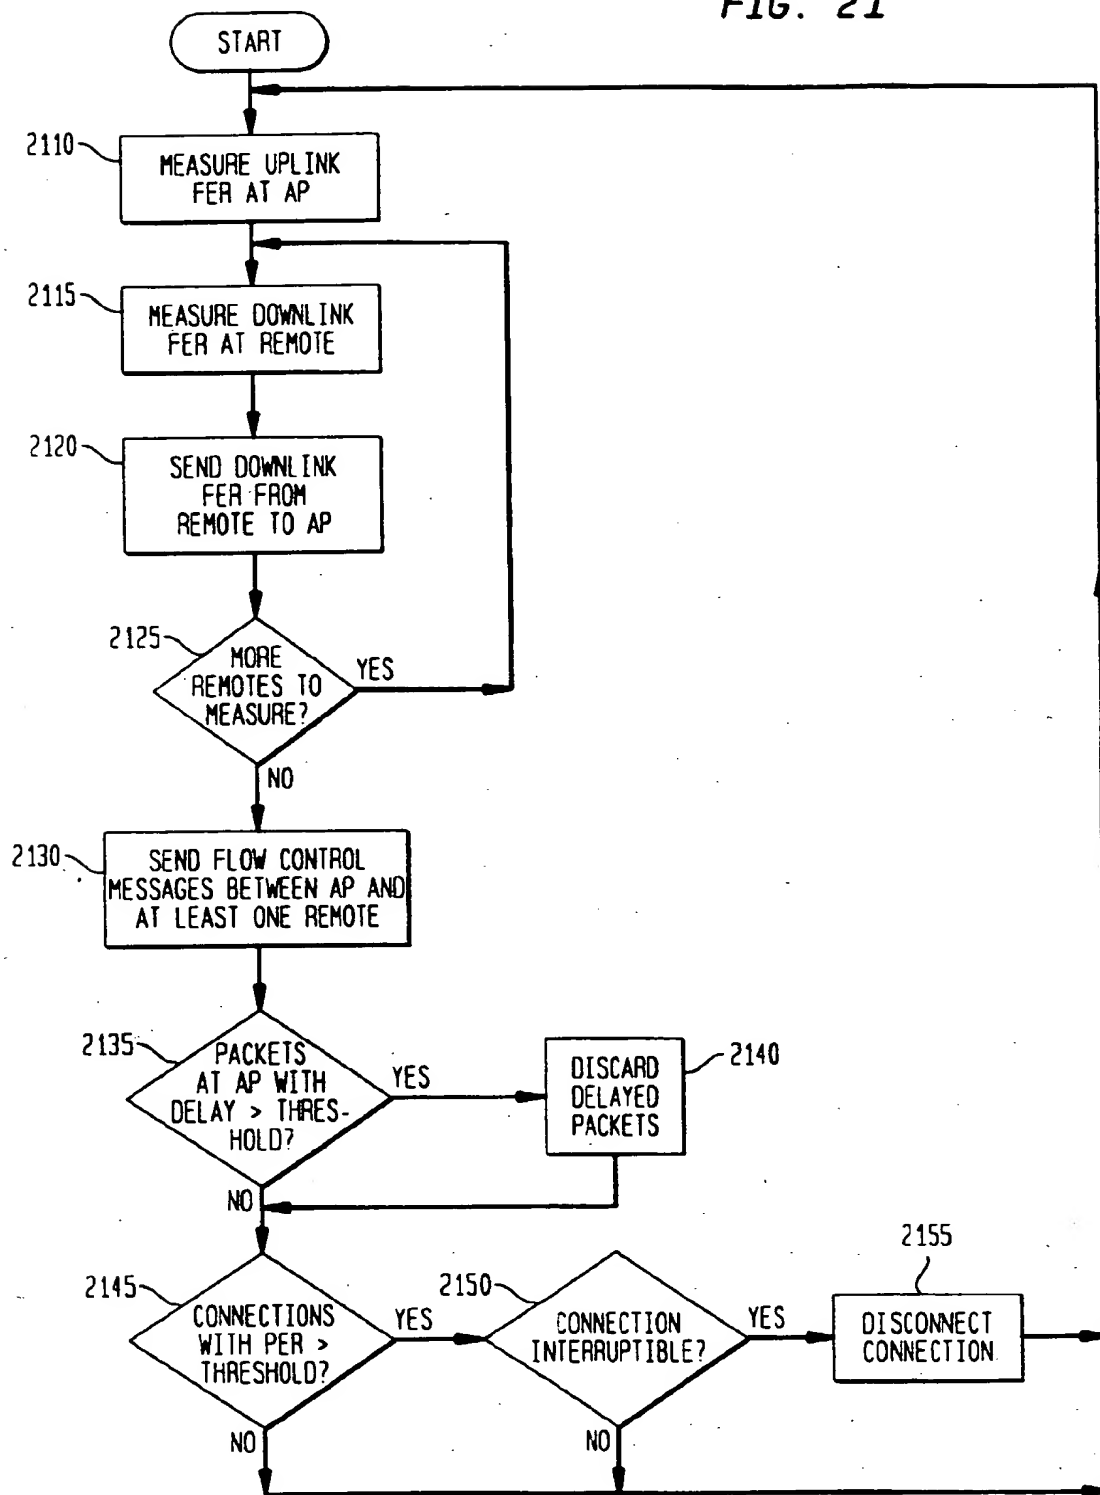 FIG. 21
START
2110
MEASURE UPLINK
FER AT AP
2115
MEASURE DOWNLINK
FER AT REMOTE
2120
SEND DOWNLINK
FER FROM
REMOTE TO AP
2125
MORE
REMOTES TO
MEASURE?
YES
NO
2130
SEND FLOW CONTROL
MESSAGES BETWEEN AP AND
AT LEAST ONE REMOTE
2135
PACKETS
AT AP WITH
DELAY > THRES-
HOLD?
YES
DISCARD
DELAYED
PACKETS
2140
NO
2145
CONNECTIONS
WITH PER >
THRESHOLD?
YES
2150
CONNECTION
INTERRUPTIBLE?
YES
2155
DISCONNECT
CONNECTION
NO
NO